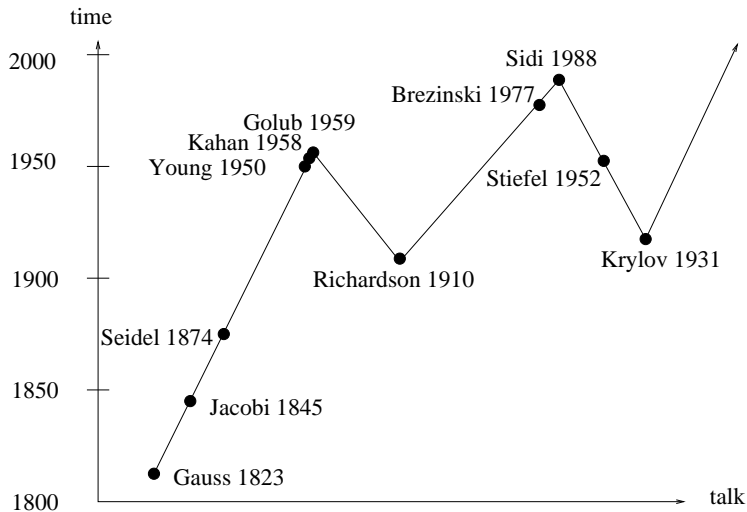 time
2000
Sidi 1988
Brezinski 1977
Golub 1959
Kahan 1958
Young 1950
1950
Stiefel 1952
Krylov 1931
1900
Richardson 1910
Seidel 1874
1850
Jacobi 1845
Gauss 1823
1800
talk